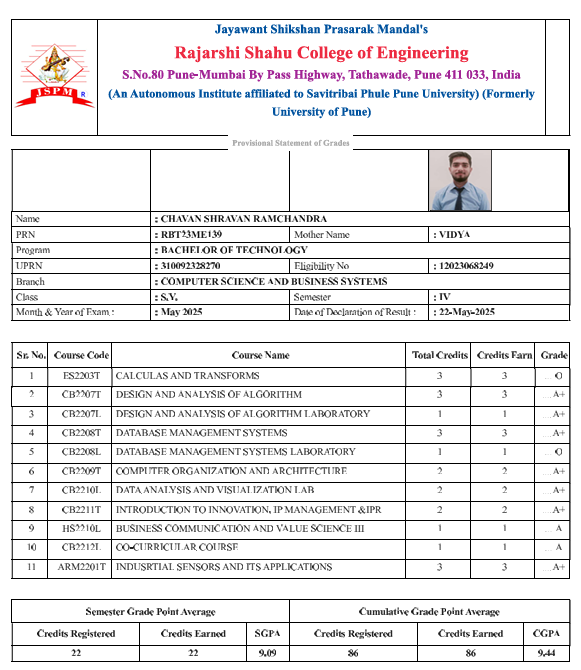 Jayawant Shikshan Prasarak Mandal's
Rajarshi Shahu College of Engineering
S.No.80 Pune-Mumbai By Pass Highway, Tathawade, Pune 411 033, India
(An Autonomous Institute affiliated to Savitribai Phule Pune University) (Formerly
University of Pune)
JSPM R
Provisional Statement of Grades
Name : CHAVAN SHRAVAN RAMCHANDRA
PRN : RBT23ME139 Mother Name : VIDYA
Program : BACHELOR OF TECHNOLOGY
UPRN : 310092328270 Eligibility No : 12023068249
Branch : COMPUTER SCIENCE AND BUSINESS SYSTEMS
Class : S.Y. Semester : IV
Month & Year of Exam : : May 2025 Date of Declaration of Result : : 22-May-2025
Sr. No. Course Code Course Name Total Credits Credits Earn Grade
1 ES2203T CALCULAS AND TRANSFORMS 3 3 O
2 CB2207T DESIGN AND ANALYSIS OF ALGORITHM 3 3 A+
3 CB2207L DESIGN AND ANALYSIS OF ALGORITHM LABORATORY 1 1 A+
4 CB2208T DATABASE MANAGEMENT SYSTEMS 3 3 A+
5 CB2208L DATABASE MANAGEMENT SYSTEMS LABORATORY 1 1 O
6 CB2209T COMPUTER ORGANIZATION AND ARCHITECTURE 2 2 A+
7 CB2210L DATA ANALYSIS AND VISUALIZATION LAB 2 2 A+
8 CB2211T INTRODUCTION TO INNOVATION, IP MANAGEMENT &IPR 2 2 A+
9 HS2210L BUSINESS COMMUNICATION AND VALUE SCIENCE III 1 1 A
10 CB2212L CO-CURRICULAR COURSE 1 1 A
11 ARM2201T INDUSRTIAL SENSORS AND ITS APPLICATIONS 3 3 A+
Semester Grade Point Average Cumulative Grade Point Average
Credits Registered Credits Earned SGPA Credits Registered Credits Earned CGPA
22 22 9.09 86 86 9.44